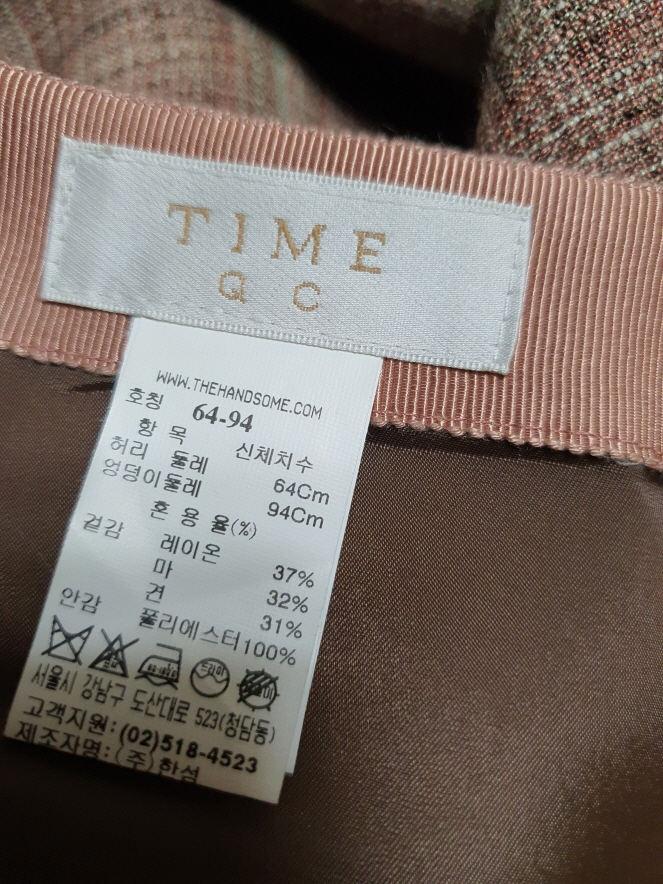 TIME
a c
WWW.THEHANDSOME.COM
호칭 64-94
항 목 신체치수
허리 둘레 64Cm
엉덩이둘레 94Cm
혼 용 율(%)
겉감 레이온 37%
마 32%
견 31%
안감 폴리에스터100%
드라이
서울시 강남구 도산대로 523(청담동)
고객지원:(02)518-4523
제조자명:(주)한섬